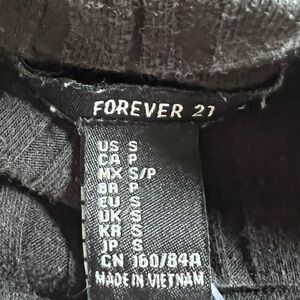 FOREVER 21
US S
CA P
MX S/P
BR P
EU S
UK S
KR S
JP S
CN 160/84A
MADE IN VIETNAM